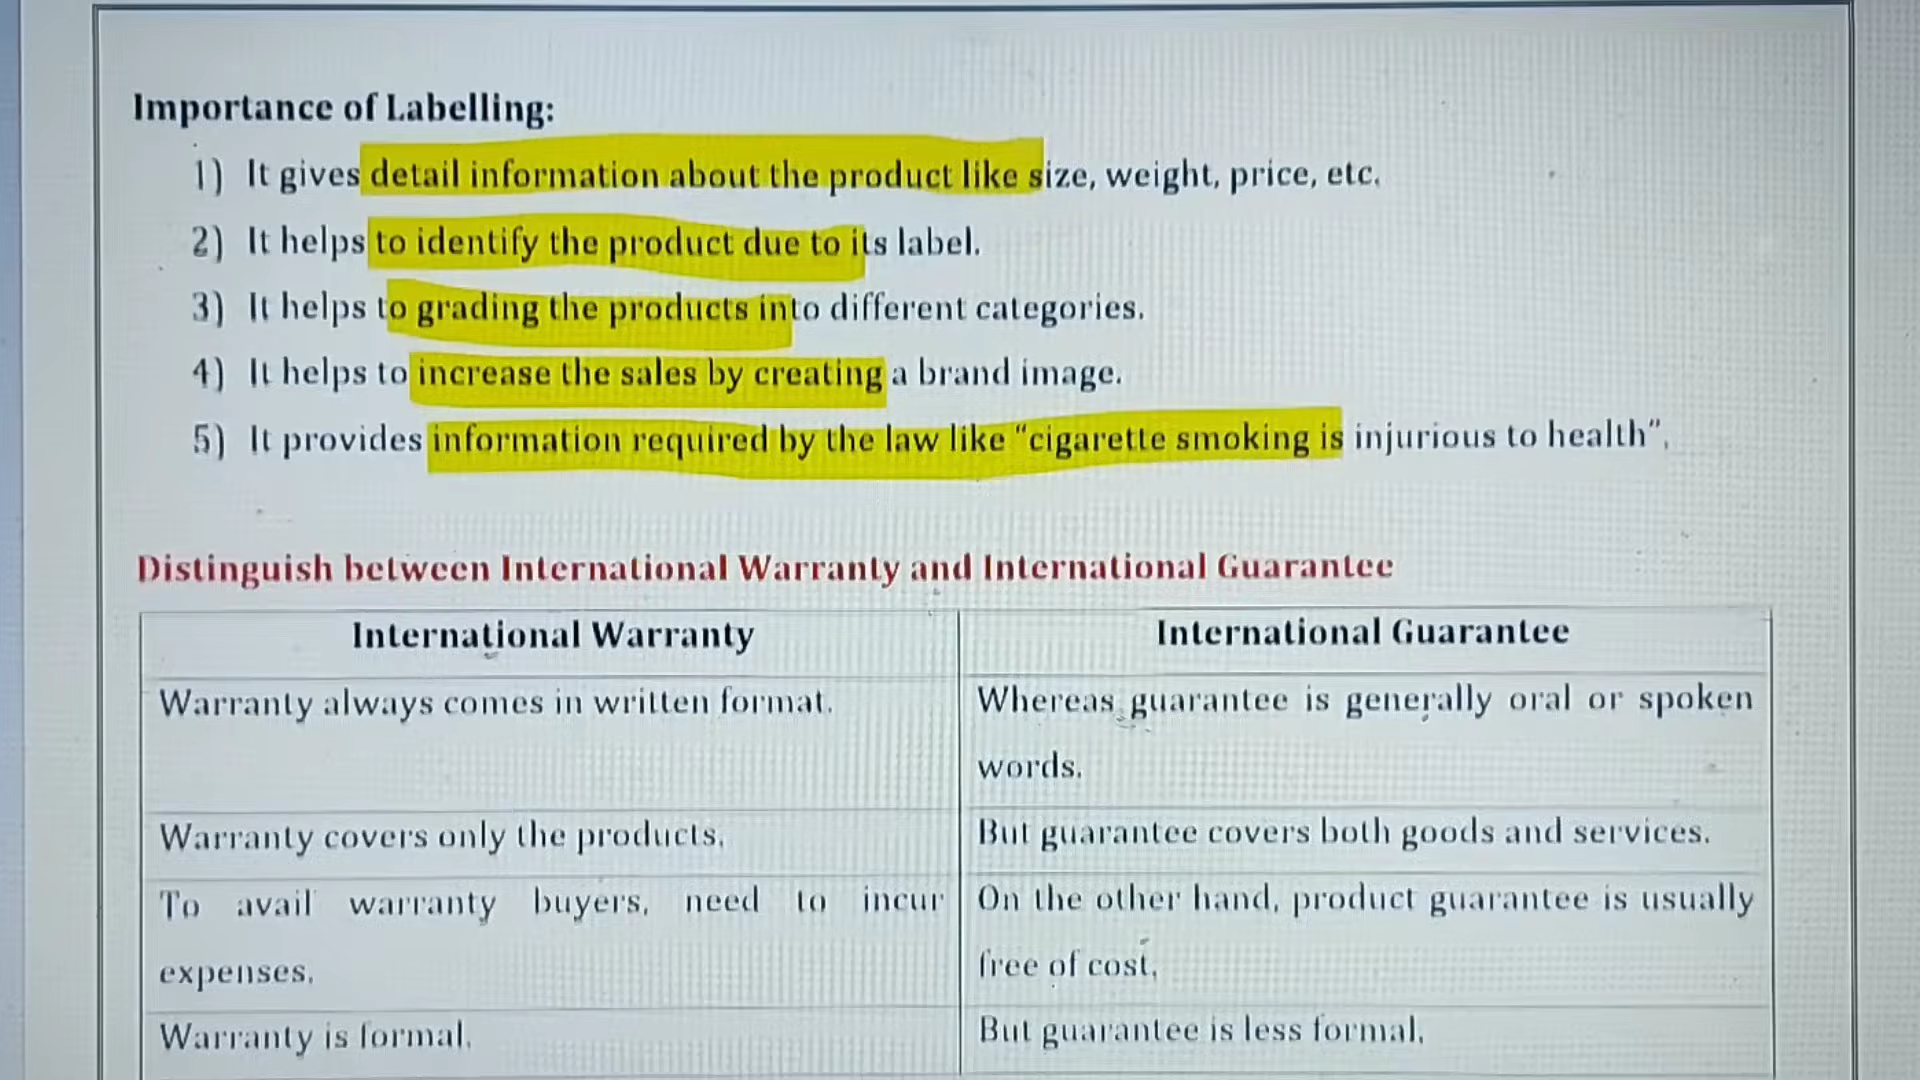 Importance of Labelling:
1) It gives detail information about the product like size, weight, price, etc.
2) It helps to identify the product due to its label.
3) It helps to grading the products into different categories.
4) It helps to increase the sales by creating a brand image.
5) It provides information required by the law like "cigarette smoking is injurious to health".
Distinguish between International Warranty and International Guarantee
International Warranty
International Guarantee
Warranty always comes in written format.
Whereas guarantee is generally oral or spoken
words.
Warranty covers only the products.
But guarantee covers both goods and services.
To avail warranty buyers, need to incur
expenses.
On the other hand, product guarantee is usually
free of cost.
Warranty is formal.
But guarantee is less formal.